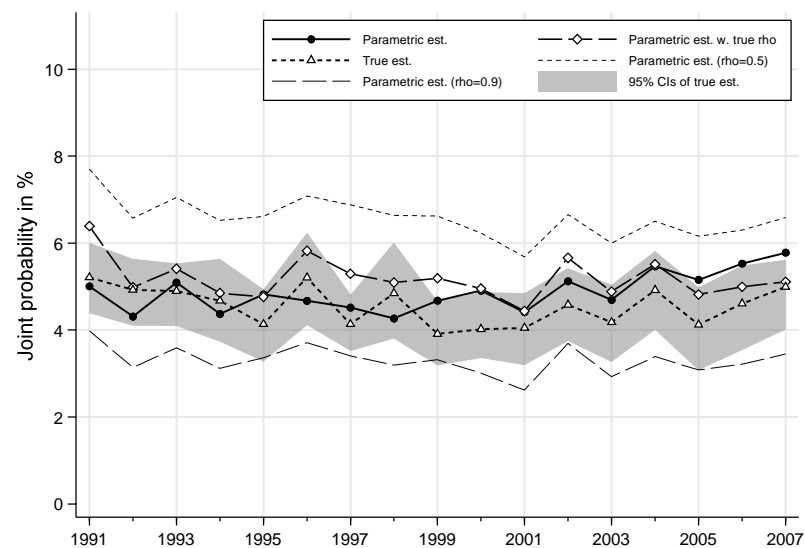 Parametric est.
Parametric est. w. true rho
True est.
Parametric est. (rho=0.5)
Parametric est. (rho=0.9)
95% CIs of true est.
Joint probability in %
10
8
6
4
2
0
1991 1993 1995 1997 1999 2001 2003 2005 2007